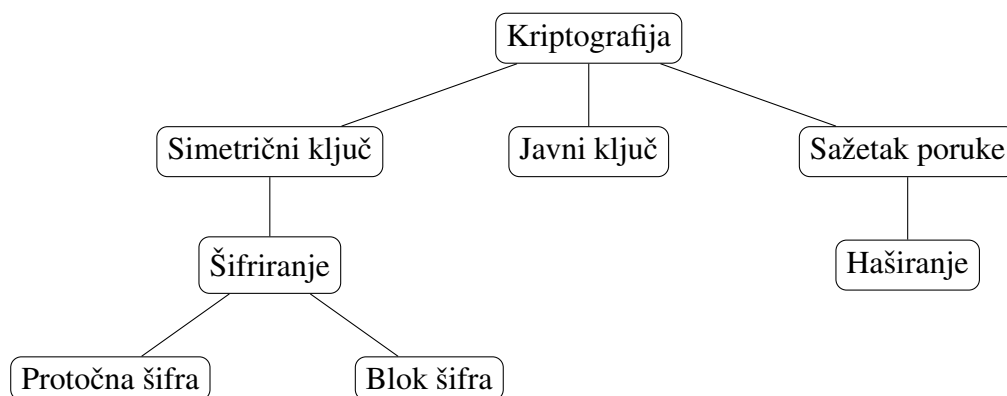 Kriptografija
Simetrični ključ
Javni ključ
Sažetak poruke
Šifriranje
Haširanje
Protočna šifra
Blok šifra